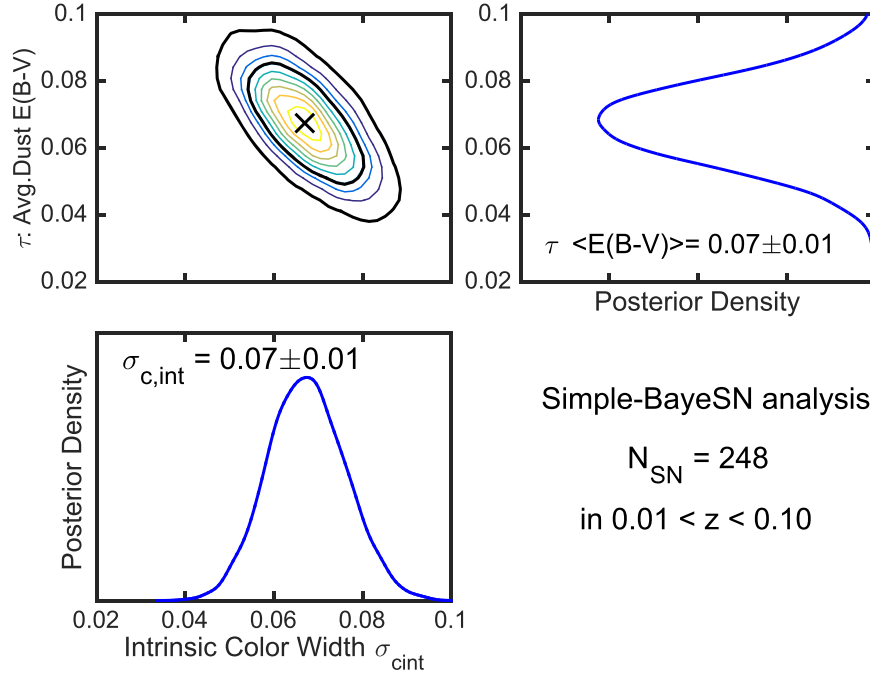 0.1
0.08
0.06
0.04
0.02
τ: Avg.Dust E(B-V)
0.1
0.08
0.06
0.04
0.02
τ <E(B-V)>= 0.07±0.01
Posterior Density
σc,int = 0.07±0.01
Posterior Density
0.02 0.04 0.06 0.08 0.1
Intrinsic Color Width σcint
Simple-BayeSN analysis
NSN = 248
in 0.01 < z < 0.10